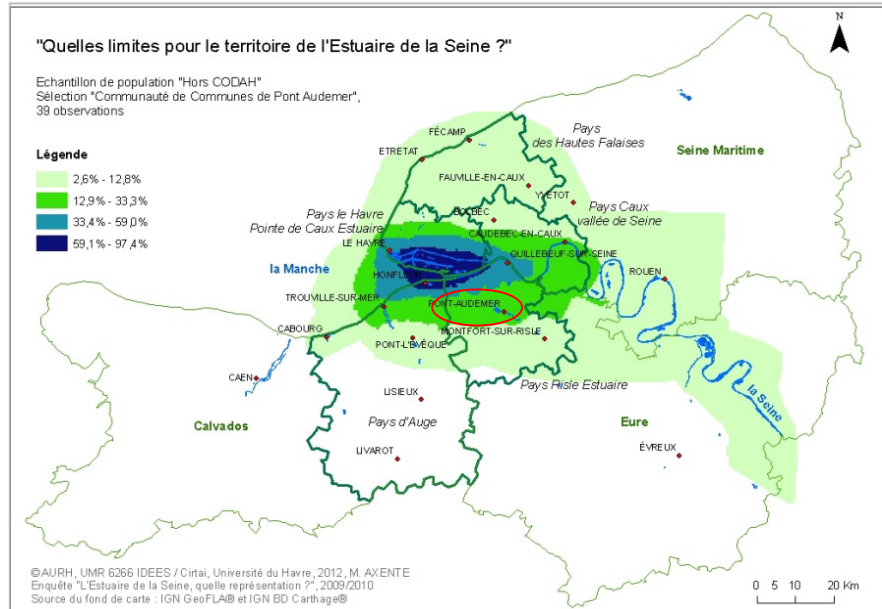 N
"Quelles limites pour le territoire de l'Estuaire de la Seine ?"
Echantillon de population "Hors CODAH"
Sélection "Communauté de Communes de Pont Audemer",
39 observations
Légende
2,6% - 12,8%
12,9% - 33,3%
33,4% - 59,0%
59,1% - 97,4%
FÉCAMP
Pays
des Hautes Falaises
Seine Maritime
ETRETAT
FAUVILLE-EN-CAUX
YVETOT
Pays le Havre
Pointe de Caux Estuaire
BOLBEC
Pays Caux
vallée de Seine
CAUDEBEC-EN-CAUX
LE HAVRE
QUILLEBEUF-SUR-SEINE
la Manche
HONFLEUR
ROUEN
TROUVILLE-SUR-MER
PONT-AUDEMER
CABOURG
MONTFORT-SUR-RISLE
PONT-L'EVÊQUE
CAEN
Pays Risle Estuaire
la Seine
LISIEUX
Calvados
Pays d'Auge
Eure
LIVAROT
ÉVREUX
©AURH, UMR 6266 IDEES / Cirtai, Université du Havre, 2012, M. AXENTE
Enquête "L'Estuaire de la Seine, quelle représentation ?", 2009/2010
Source du fond de carte : IGN GeoFLA® et IGN BD Carthage®
0 5 10 20 Km